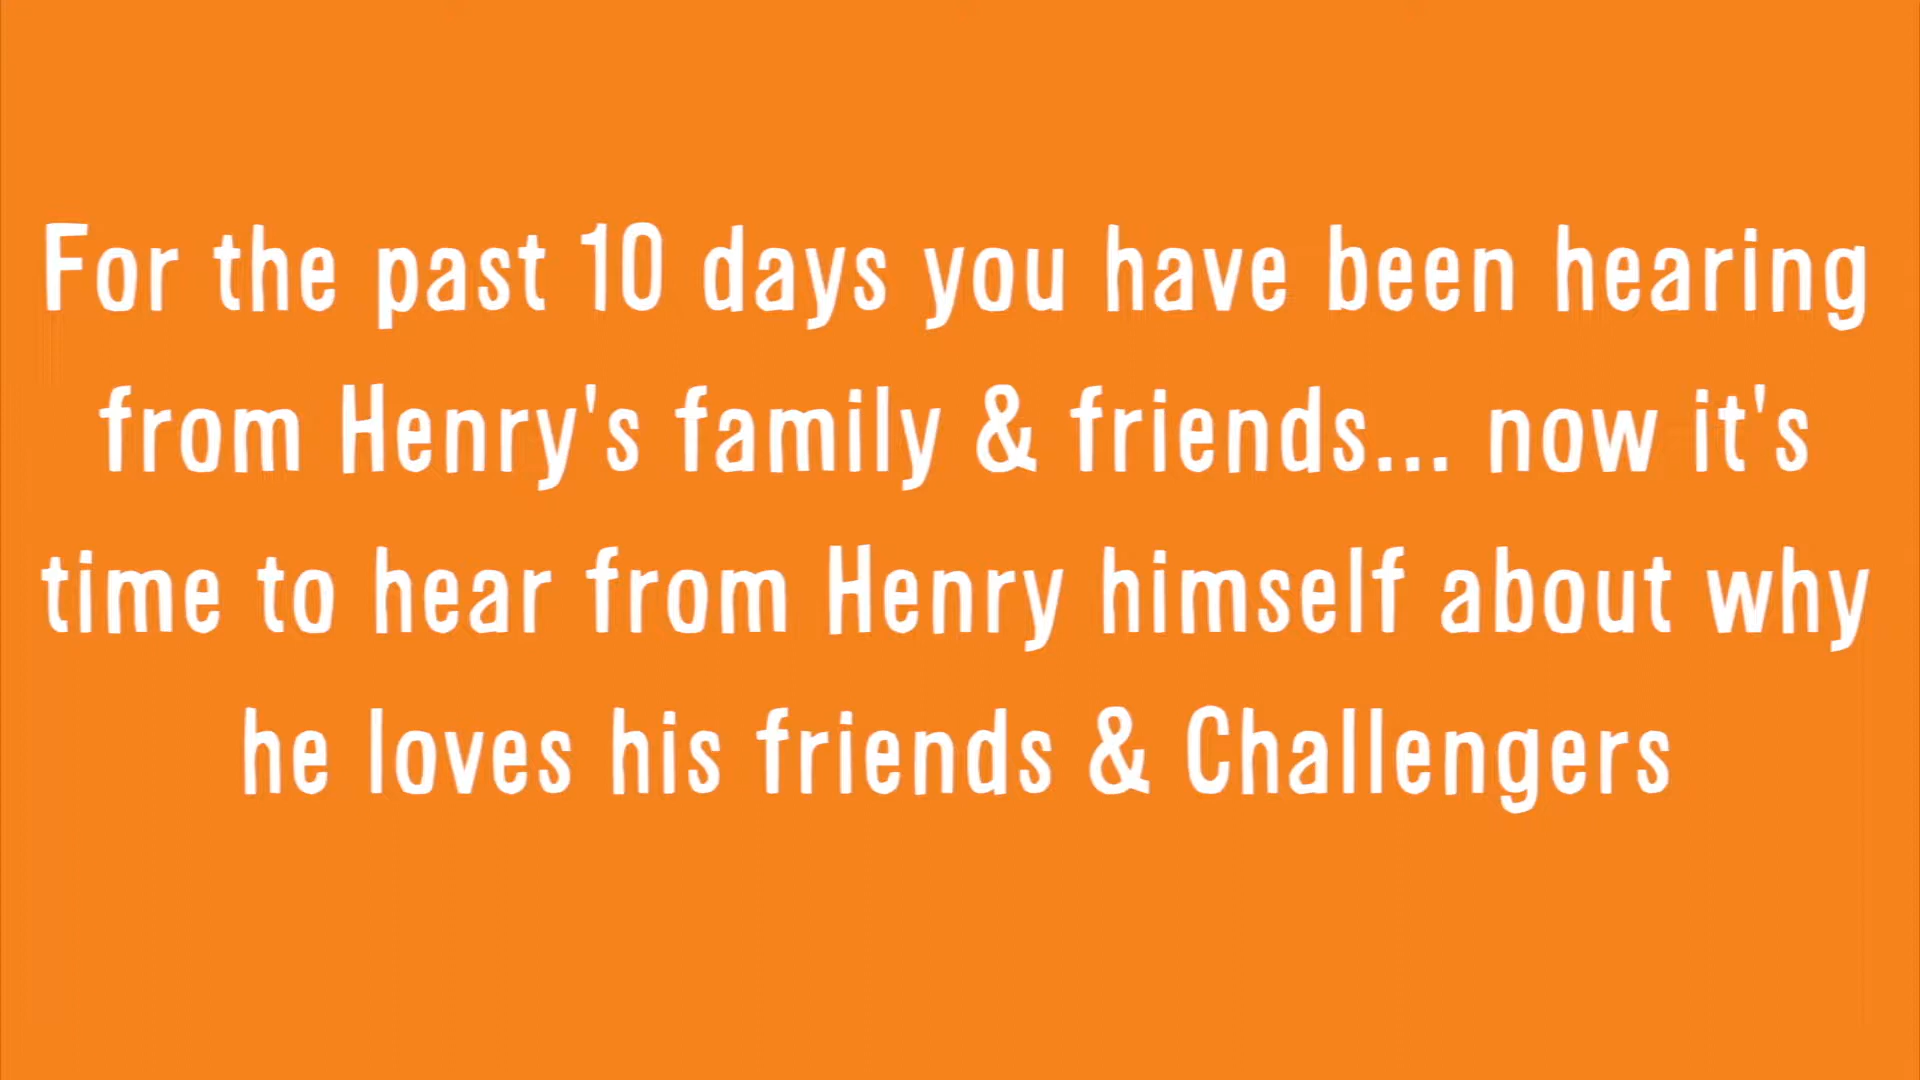 For the past 10 days you have been hearing
from Henry's family & friends... now it's
time to hear from Henry himself about why
he loves his friends & Challengers